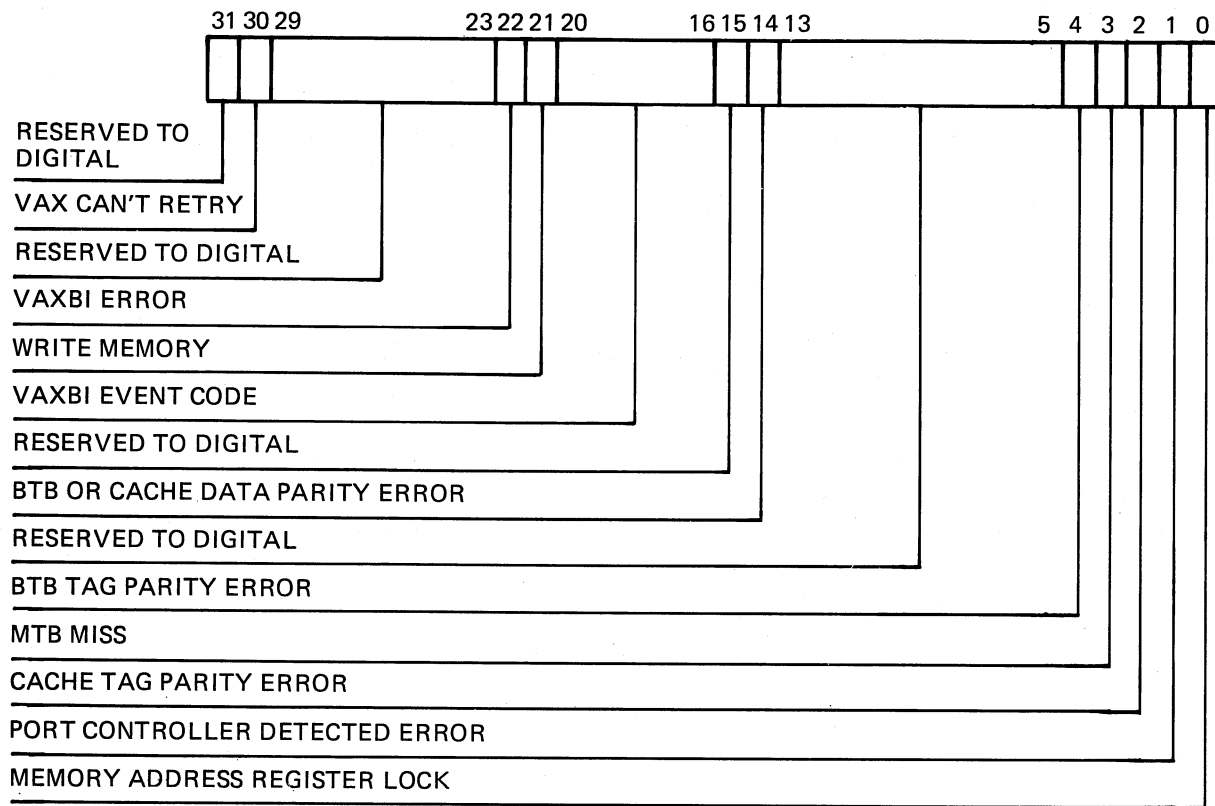 31 30 29 23 22 21 20 16 15 14 13 5 4 3 2 1 0
RESERVED TO
DIGITAL
VAX CAN'T RETRY
RESERVED TO DIGITAL
VAXBI ERROR
WRITE MEMORY
VAXBI EVENT CODE
RESERVED TO DIGITAL
BTB OR CACHE DATA PARITY ERROR
RESERVED TO DIGITAL
BTB TAG PARITY ERROR
MTB MISS
CACHE TAG PARITY ERROR
PORT CONTROLLER DETECTED ERROR
MEMORY ADDRESS REGISTER LOCK